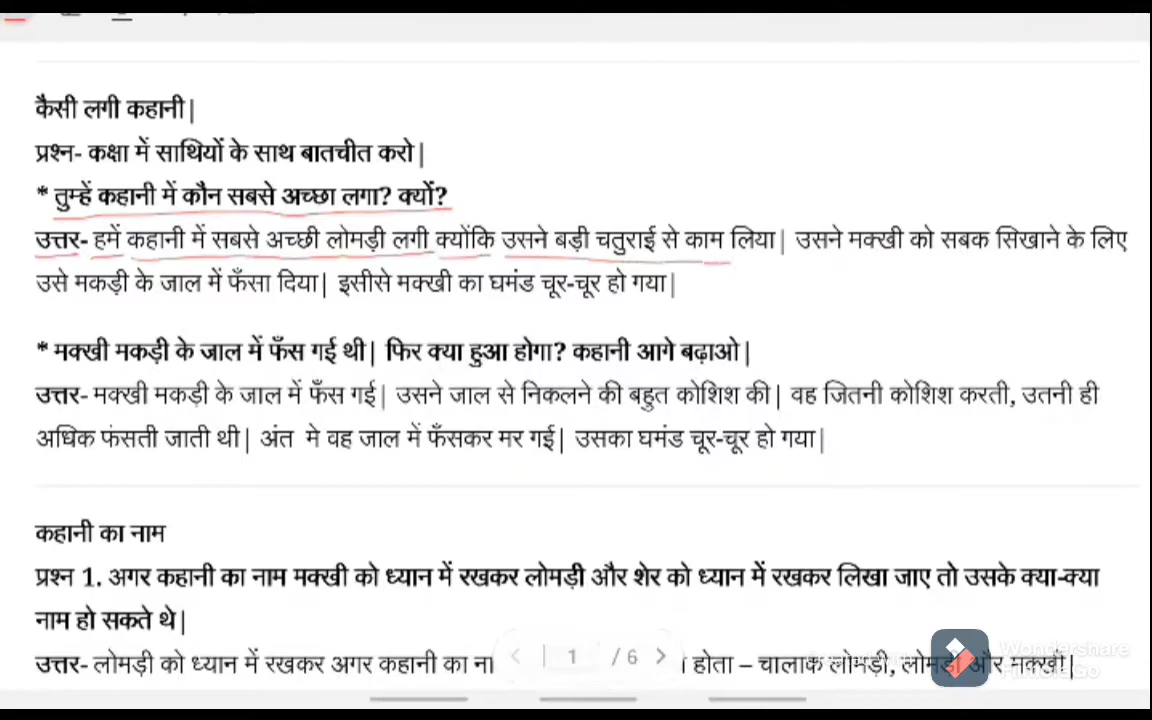 कैसी लगी कहानी|
प्रश्न- कक्षा में साथियों के साथ बातचीत करो|
* तुम्हें कहानी में कौन सबसे अच्छा लगा? क्यों?
उत्तर- हमें कहानी में सबसे अच्छी लोमड़ी लगी क्योंकि उसने बड़ी चतुराई से काम लिया| उसने मक्खी को सबक सिखाने के लिए
उसे मकड़ी के जाल में फँसा दिया| इसीसे मक्खी का घमंड चूर-चूर हो गया|
* मक्खी मकड़ी के जाल में फँस गई थी| फिर क्या हुआ होगा? कहानी आगे बढ़ाओ|
उत्तर- मक्खी मकड़ी के जाल में फँस गई| उसने जाल से निकलने की बहुत कोशिश की| वह जितनी कोशिश करती, उतनी ही
अधिक फंसती जाती थी| अंत मे वह जाल में फँसकर मर गई| उसका घमंड चूर-चूर हो गया|
कहानी का नाम
प्रश्न 1. अगर कहानी का नाम मक्खी को ध्यान में रखकर लोमड़ी और शेर को ध्यान में रखकर लिखा जाए तो उसके क्या-क्या
नाम हो सकते थे|
उत्तर- लोमड़ी को ध्यान में रखकर अगर कहानी का होता – चालाक लोमड़ी, लोमड़ी और मक्खी|
1 / 6
Wondershare